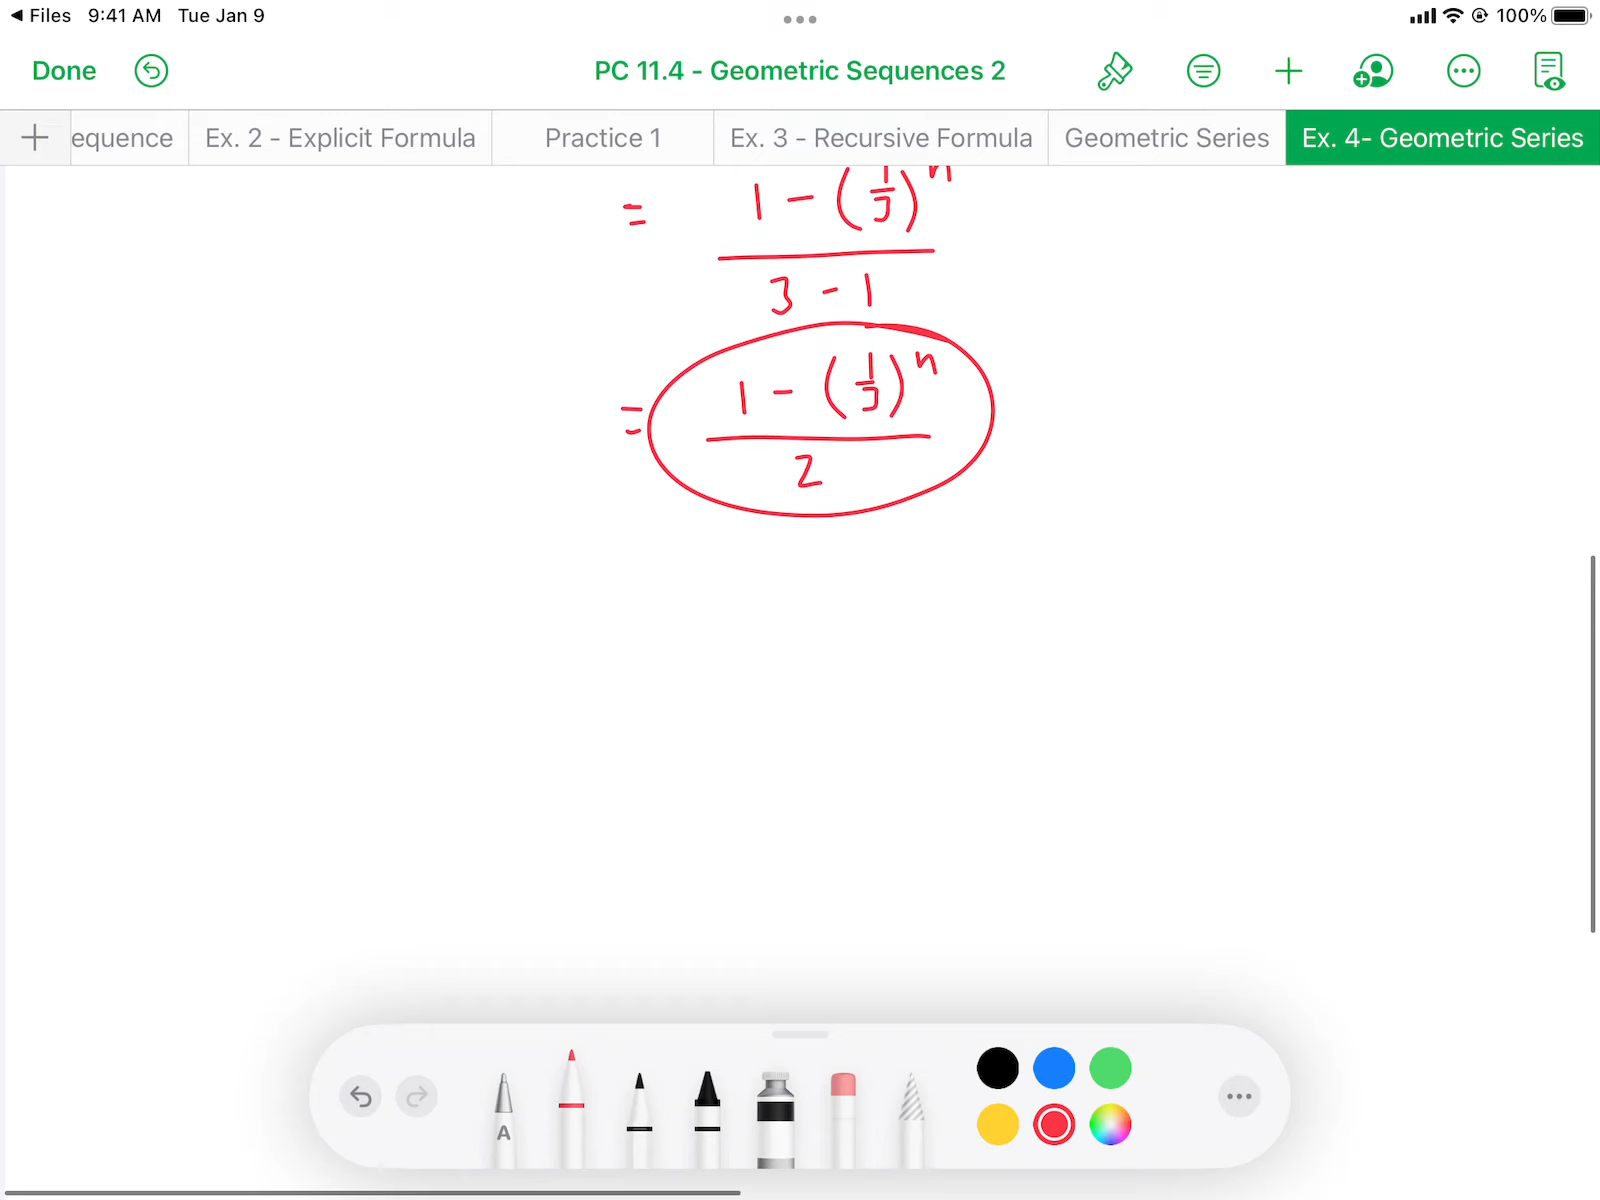 Files 9:41 AM Tue Jan 9 100%
Done PC 11.4 - Geometric Sequences 2
equence Ex. 2 - Explicit Formula Practice 1 Ex. 3 - Recursive Formula Geometric Series Ex. 4- Geometric Series
= 1 - (1/3)^n
3 - 1
= 1 - (1/3)^n
2
A